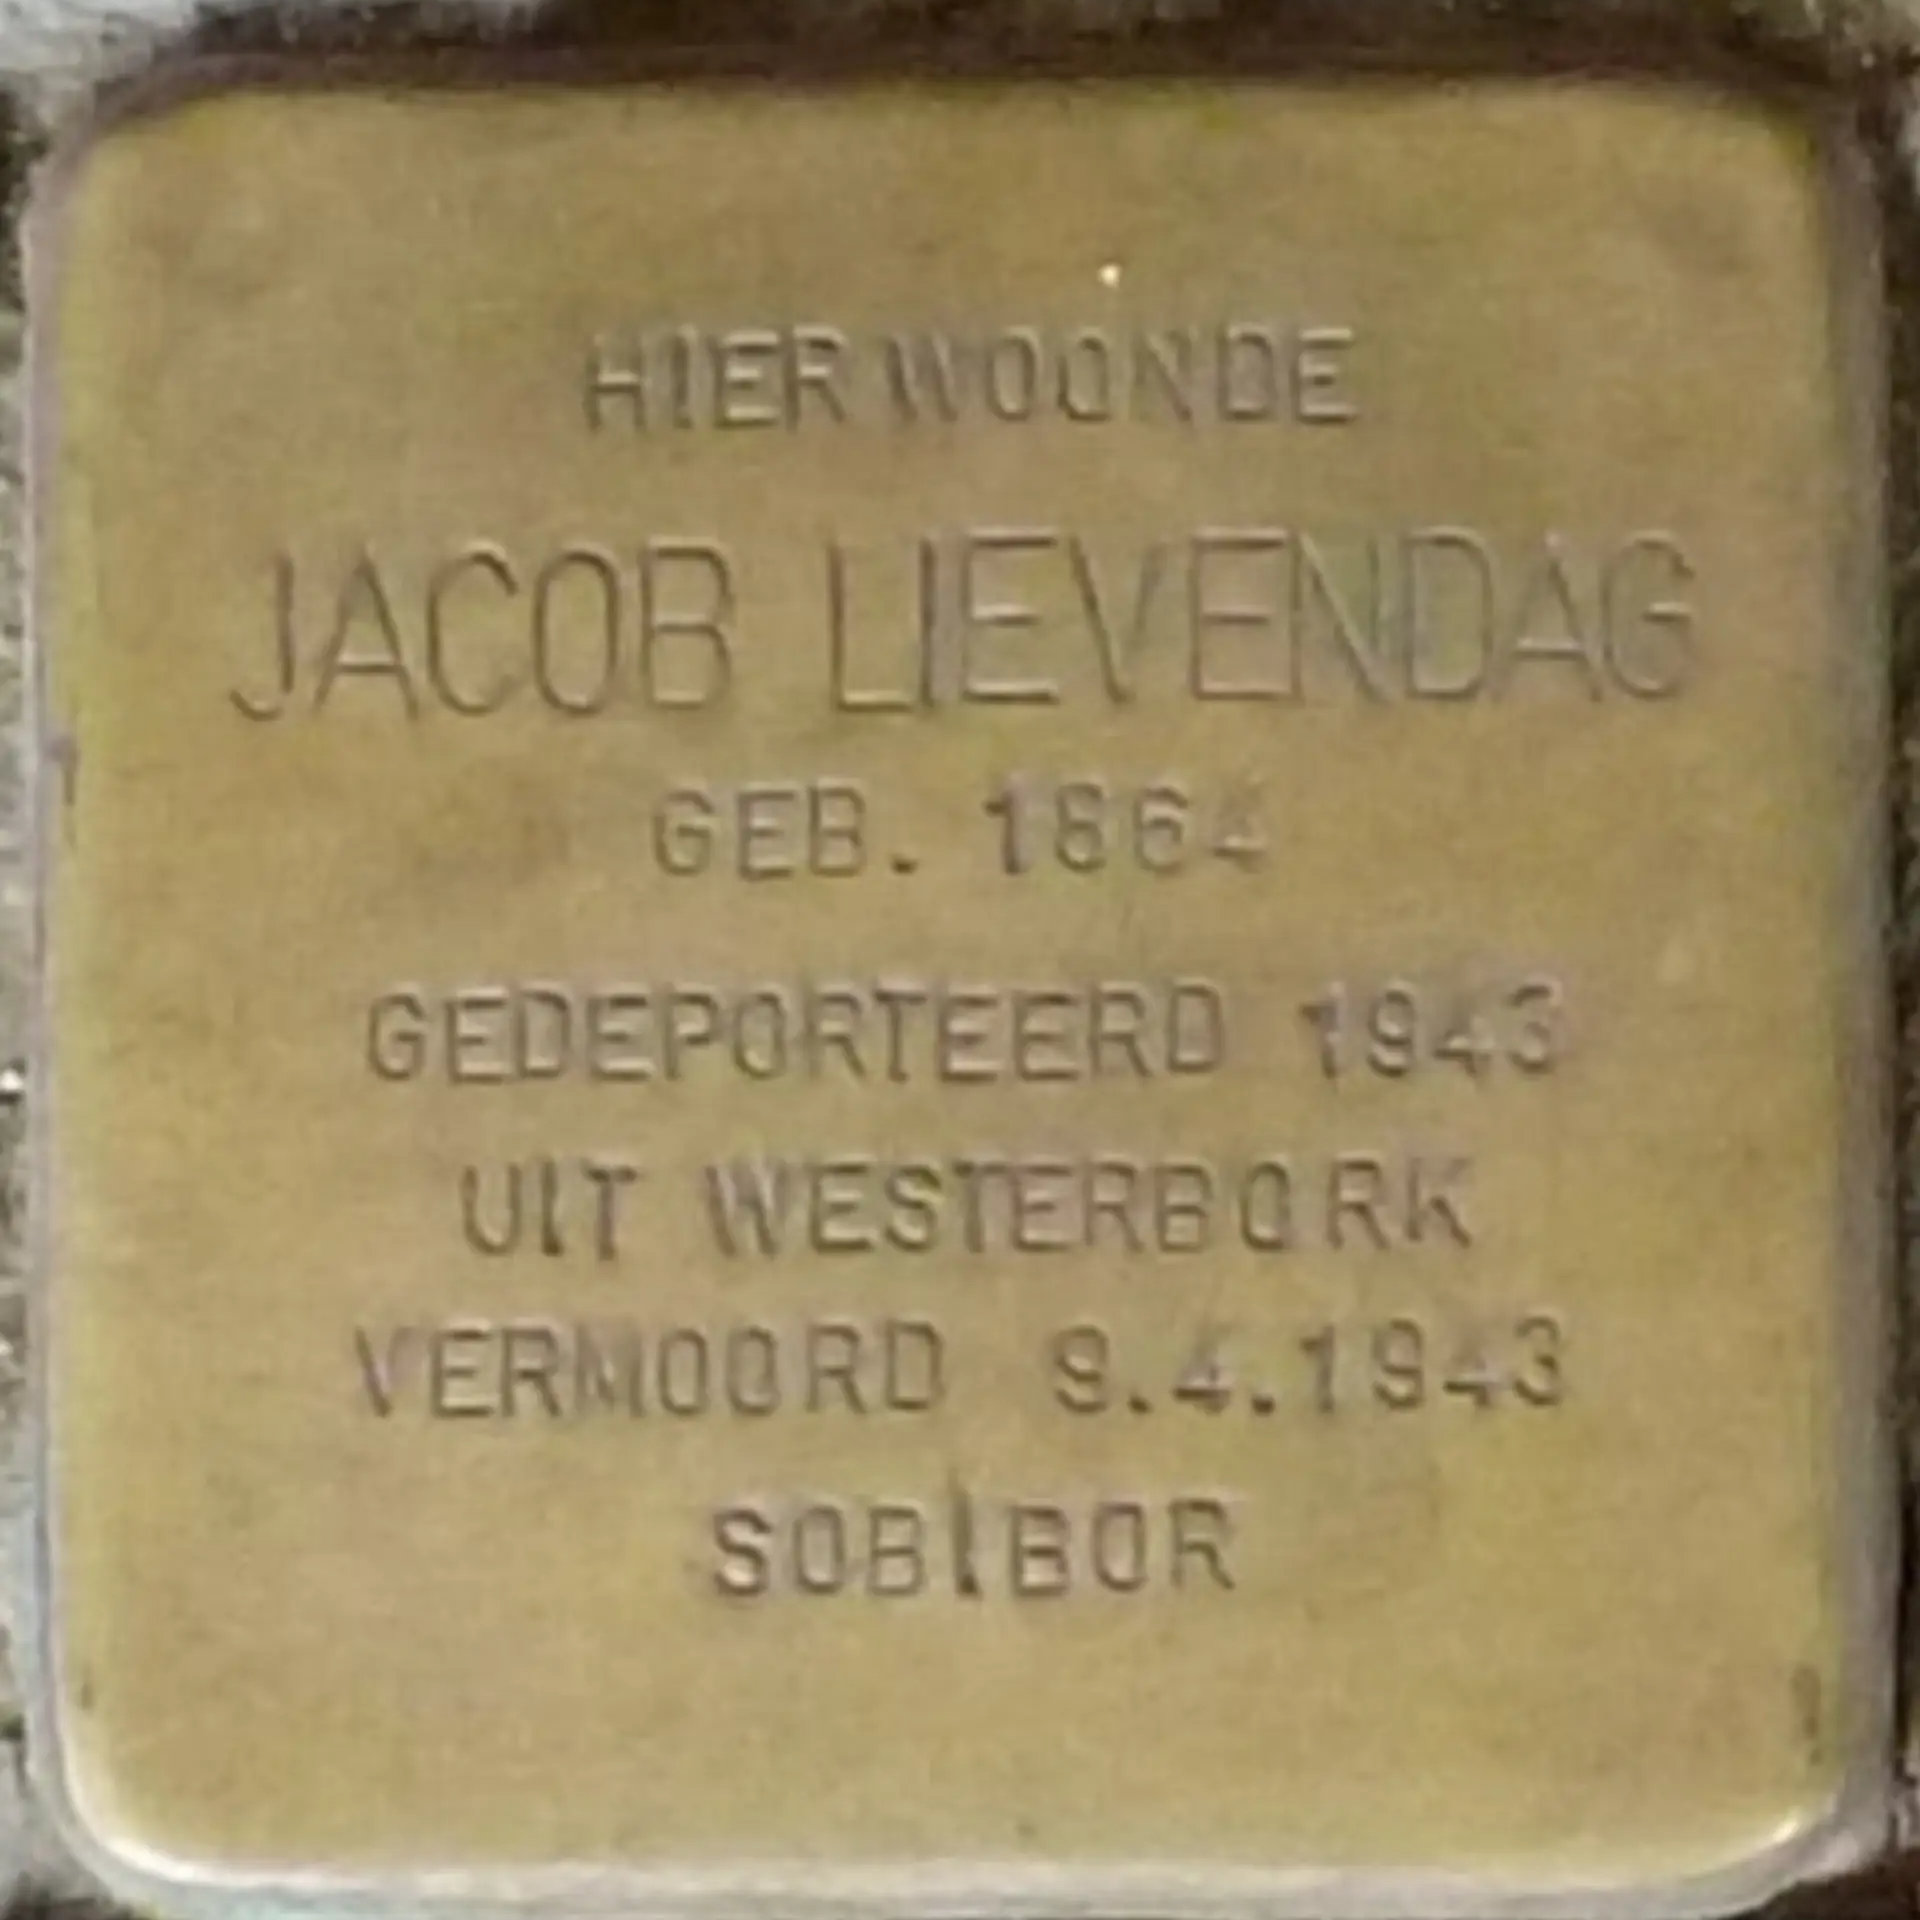 HIER WOONDE
JACOB LIEVENDAG
GEB. 1864
GEDEPORTEERD 1943
UIT WESTERBORK
VERMOORD 9.4.1943
SOBIBOR